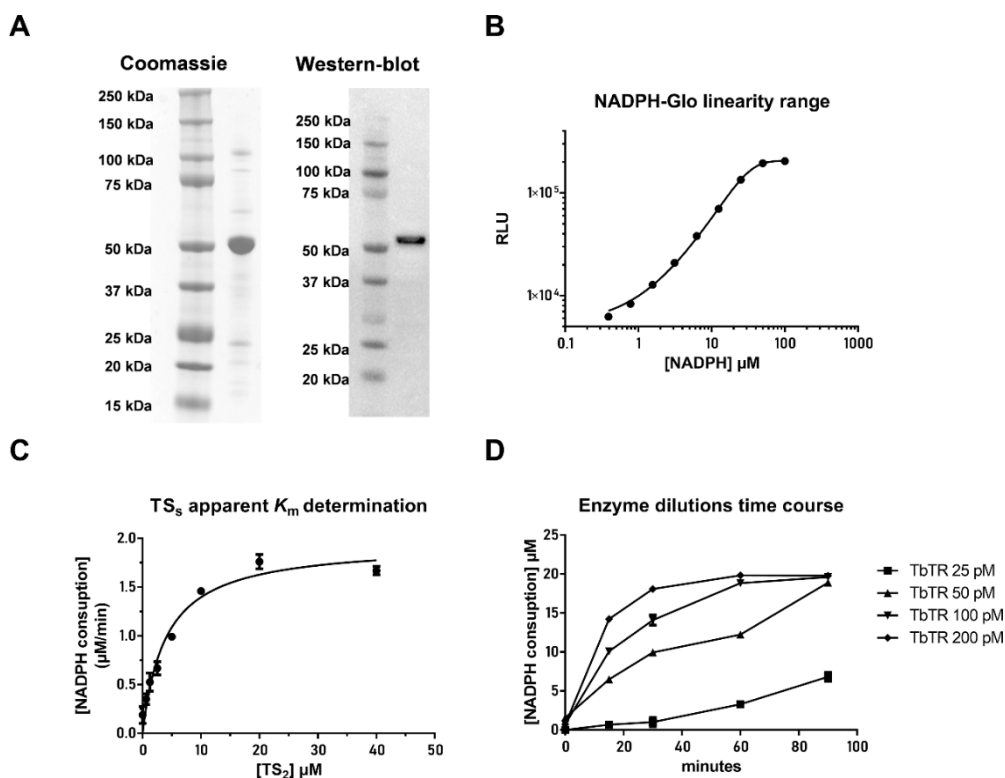 A
Coomassie
Western-blot
250 kDa
150 kDa
100 kDa
75 kDa
50 kDa
37 kDa
25 kDa
20 kDa
15 kDa
250 kDa
150 kDa
100 kDa
75 kDa
50 kDa
37 kDa
25 kDa
20 kDa
B
NADPH-Glo linearity range
RLU
1×10⁵
1×10⁴
0.1 1 10 100 1000
[NADPH] µM
C
TSₛ apparent Kₘ determination
[NADPH consuption]
(µM/min)
2.0
1.5
1.0
0.5
0.0
0 10 20 30 40 50
[TS₂] µM
D
Enzyme dilutions time course
[NADPH consuption] µM
25
20
15
10
5
0
0 20 40 60 80 100
minutes
TbTR 25 pM
TbTR 50 pM
TbTR 100 pM
TbTR 200 pM